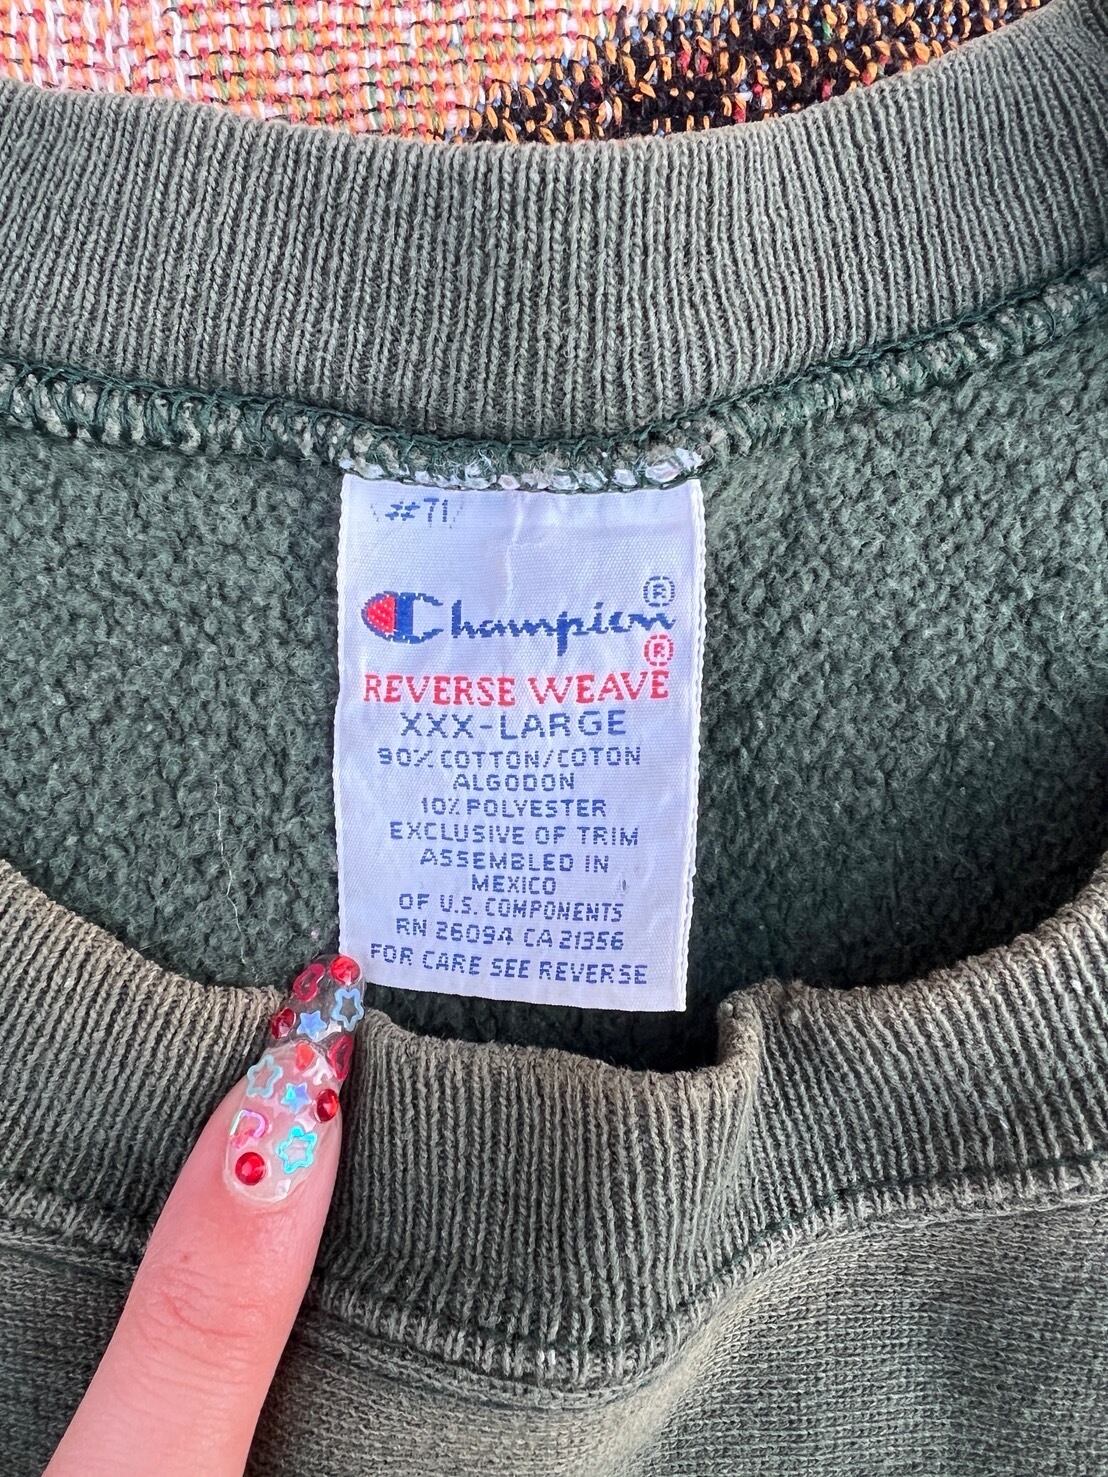 #71
Champion®
REVERSE WEAVE®
XXX-LARGE
90% COTTON/COTON
ALGODON
10% POLYESTER
EXCLUSIVE OF TRIM
ASSEMBLED IN
MEXICO
OF U.S. COMPONENTS
RN 26094 CA 21356
FOR CARE SEE REVERSE